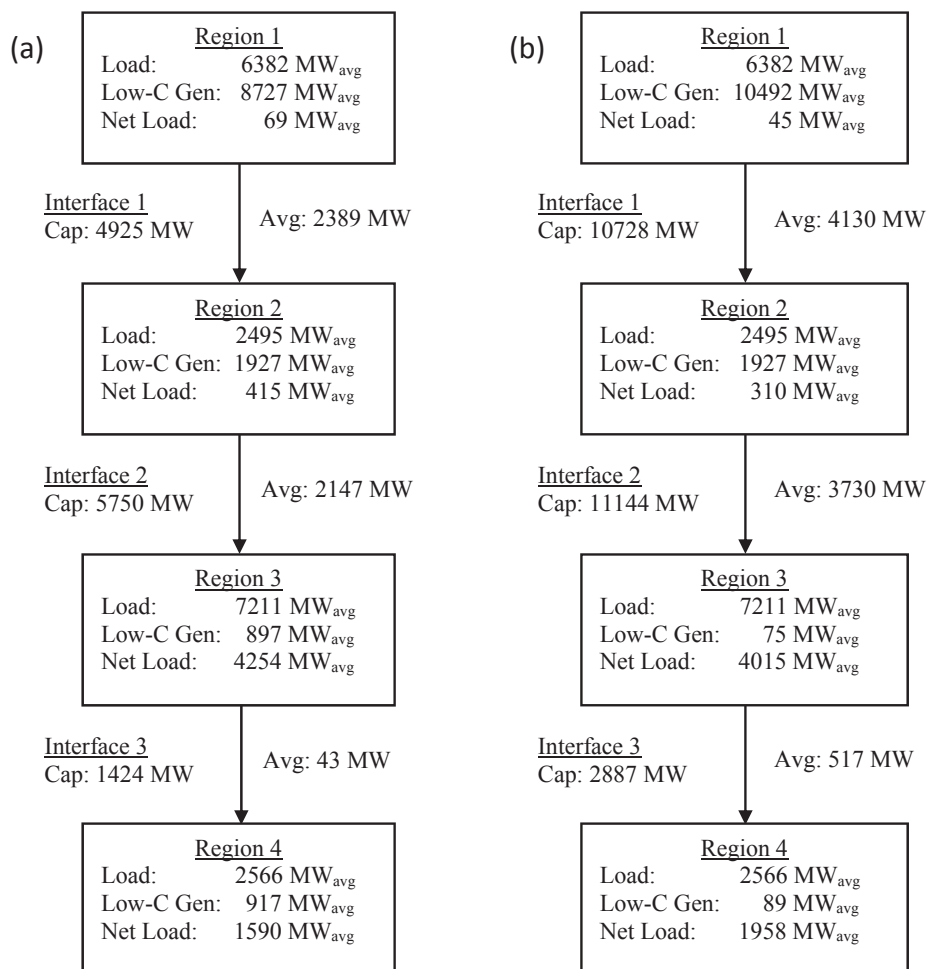 (a)
Region 1
Load: 6382 MWavg
Low-C Gen: 8727 MWavg
Net Load: 69 MWavg
Interface 1
Cap: 4925 MW
Avg: 2389 MW
Region 2
Load: 2495 MWavg
Low-C Gen: 1927 MWavg
Net Load: 415 MWavg
Interface 2
Cap: 5750 MW
Avg: 2147 MW
Region 3
Load: 7211 MWavg
Low-C Gen: 897 MWavg
Net Load: 4254 MWavg
Interface 3
Cap: 1424 MW
Avg: 43 MW
Region 4
Load: 2566 MWavg
Low-C Gen: 917 MWavg
Net Load: 1590 MWavg
(b)
Region 1
Load: 6382 MWavg
Low-C Gen: 10492 MWavg
Net Load: 45 MWavg
Interface 1
Cap: 10728 MW
Avg: 4130 MW
Region 2
Load: 2495 MWavg
Low-C Gen: 1927 MWavg
Net Load: 310 MWavg
Interface 2
Cap: 11144 MW
Avg: 3730 MW
Region 3
Load: 7211 MWavg
Low-C Gen: 75 MWavg
Net Load: 4015 MWavg
Interface 3
Cap: 2887 MW
Avg: 517 MW
Region 4
Load: 2566 MWavg
Low-C Gen: 89 MWavg
Net Load: 1958 MWavg